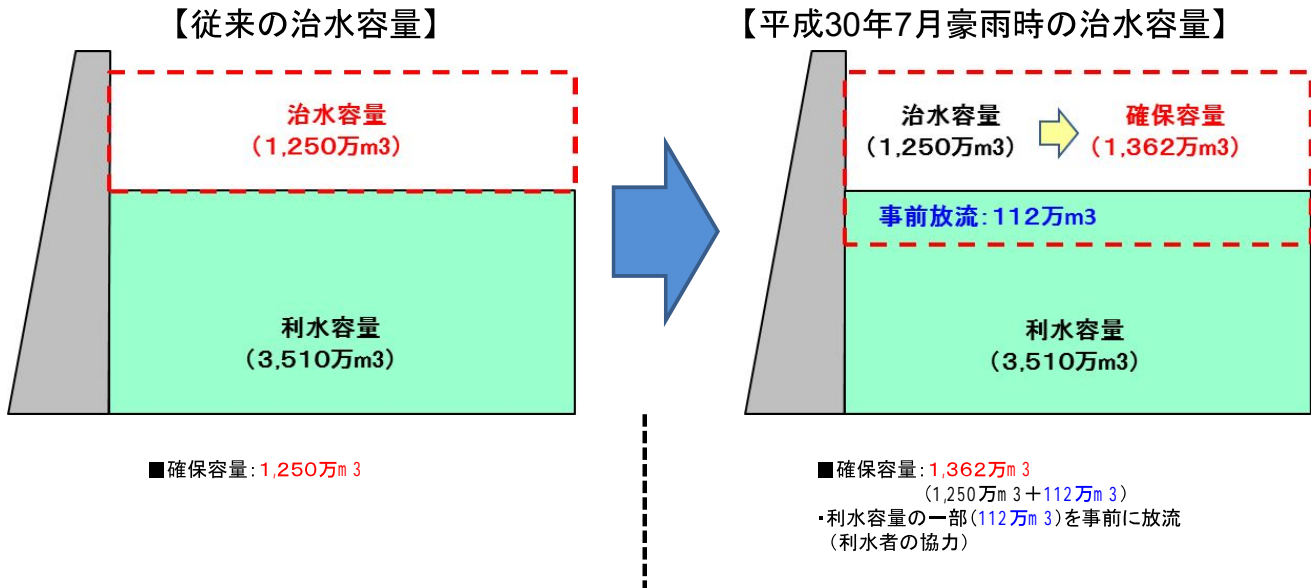 【従来の治水容量】
治水容量
(1,250万m3)
利水容量
(3,510万m3)
■確保容量:1,250万m3
【平成30年7月豪雨時の治水容量】
治水容量
(1,250万m3)
確保容量
(1,362万m3)
事前放流:112万m3
利水容量
(3,510万m3)
■確保容量:1,362万m3
(1,250万m3+112万m3)
・利水容量の一部(112万m3)を事前に放流
(利水者の協力)